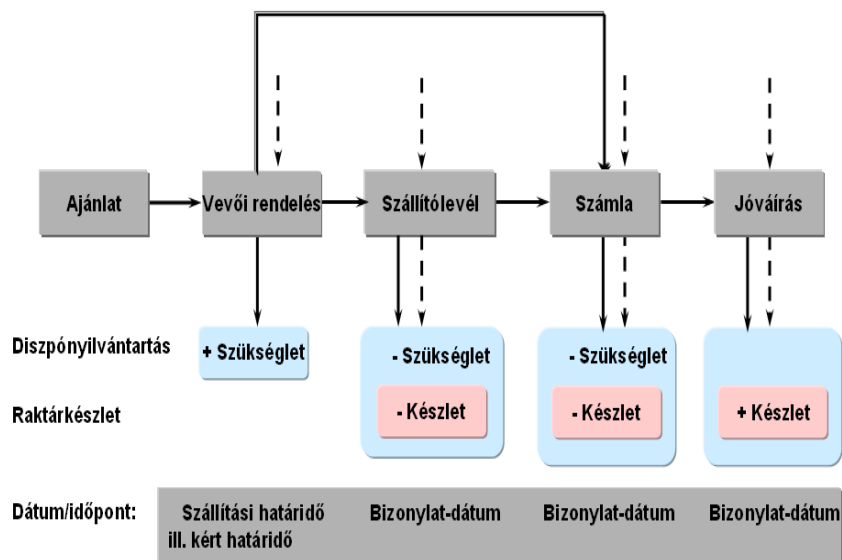 Ajánlat
Vevői rendelés
Szállítólevél
Számla
Jóváírás
Diszpónyilvántartás
+ Szükséglet
- Szükséglet
- Szükséglet
Raktárkészlet
- Készlet
- Készlet
+ Készlet
Dátum/időpont:
Szállítási határidő
ill. kért határidő
Bizonylat-dátum
Bizonylat-dátum
Bizonylat-dátum